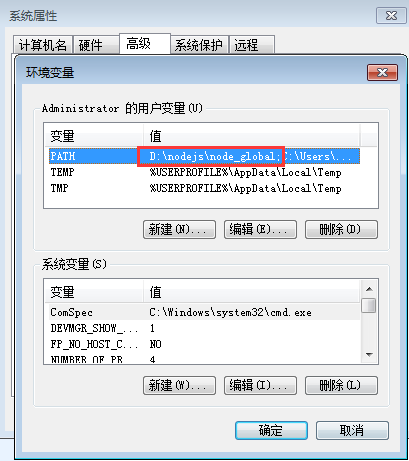 系统属性
计算机名 硬件 高级 系统保护 远程
环境变量
Administrator 的用户变量(U)
变量 值
PATH D:\nodejs\node_global;C:\Users\...
TEMP %USERPROFILE%\AppData\Local\Temp
TMP %USERPROFILE%\AppData\Local\Temp
新建(N)... 编辑(E)... 删除(D)
系统变量(S)
变量 值
ComSpec C:\Windows\system32\cmd.exe
DEVMGR_SHOW_... 1
FP_NO_HOST_C... NO
NUMBER_OF_PR... 4
新建(W)... 编辑(I)... 删除(L)
确定 取消